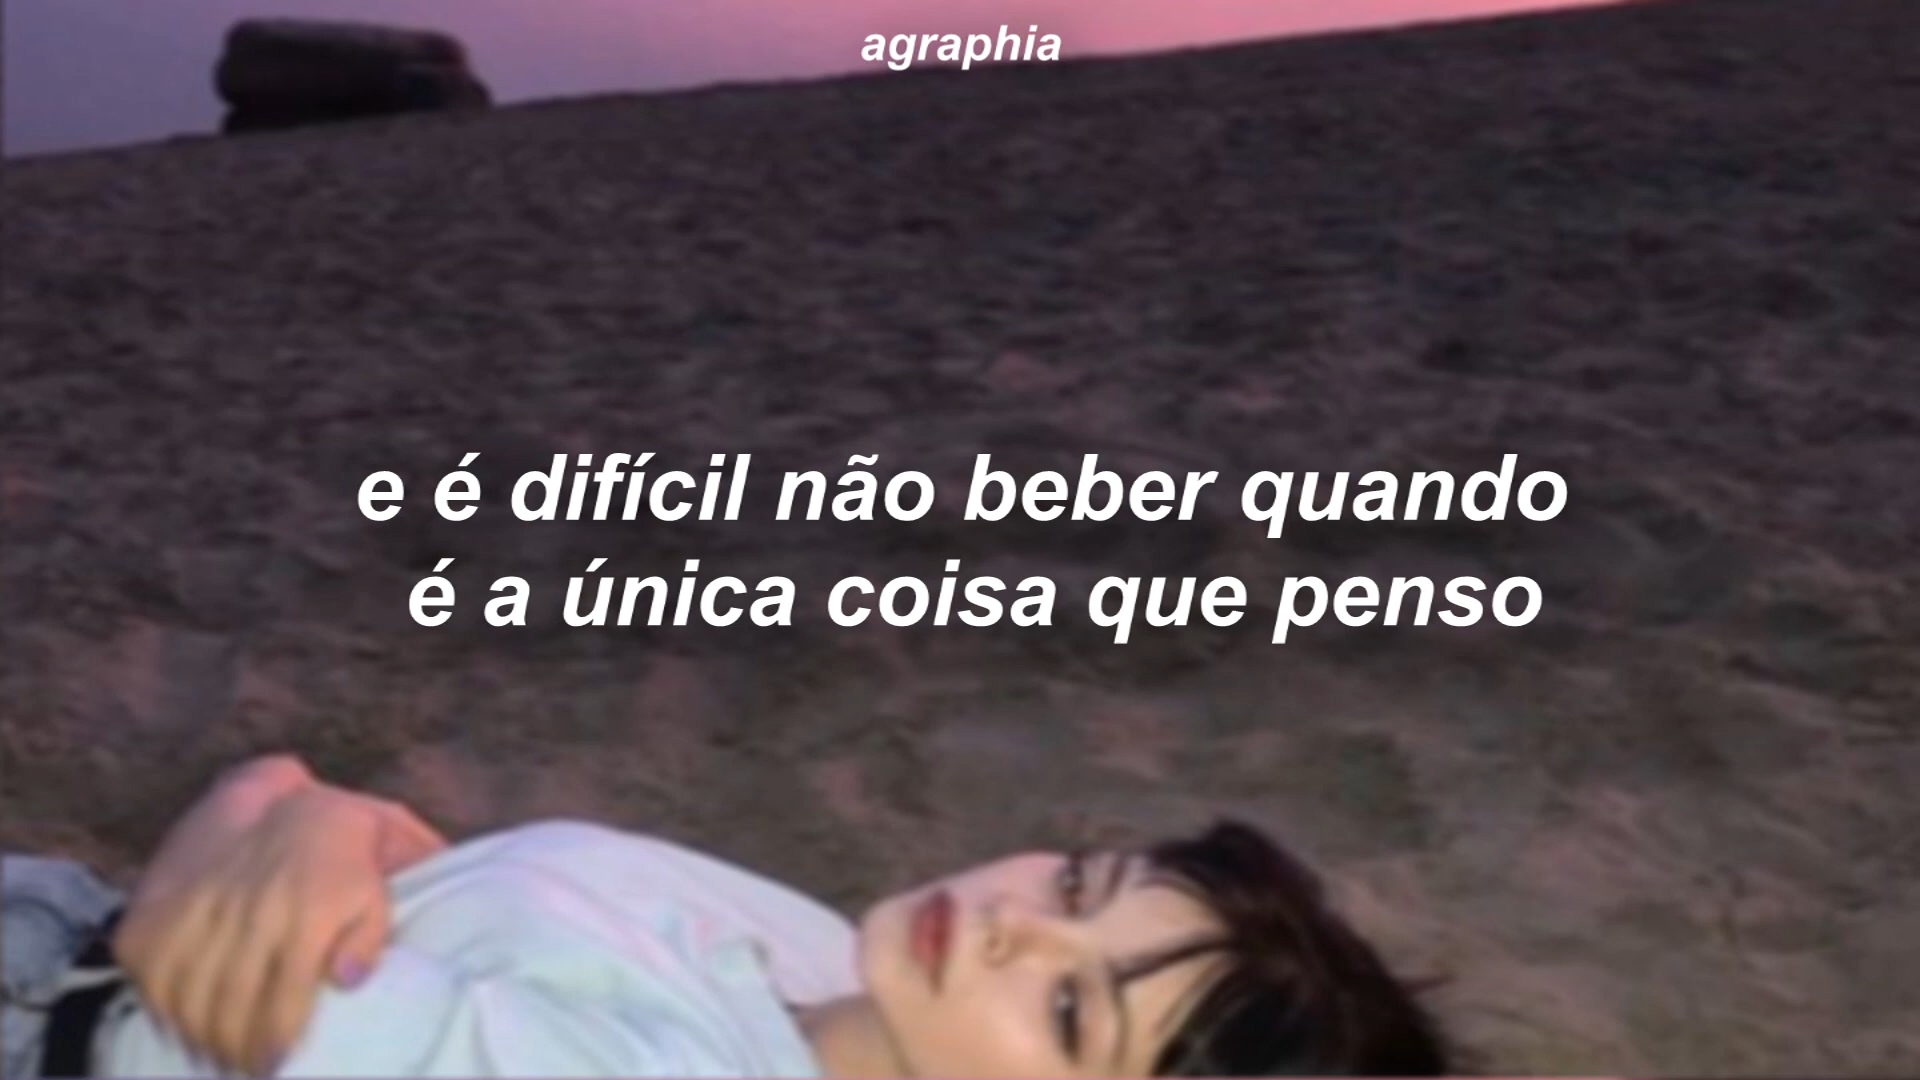 agraphia
e é difícil não beber quando
é a única coisa que penso